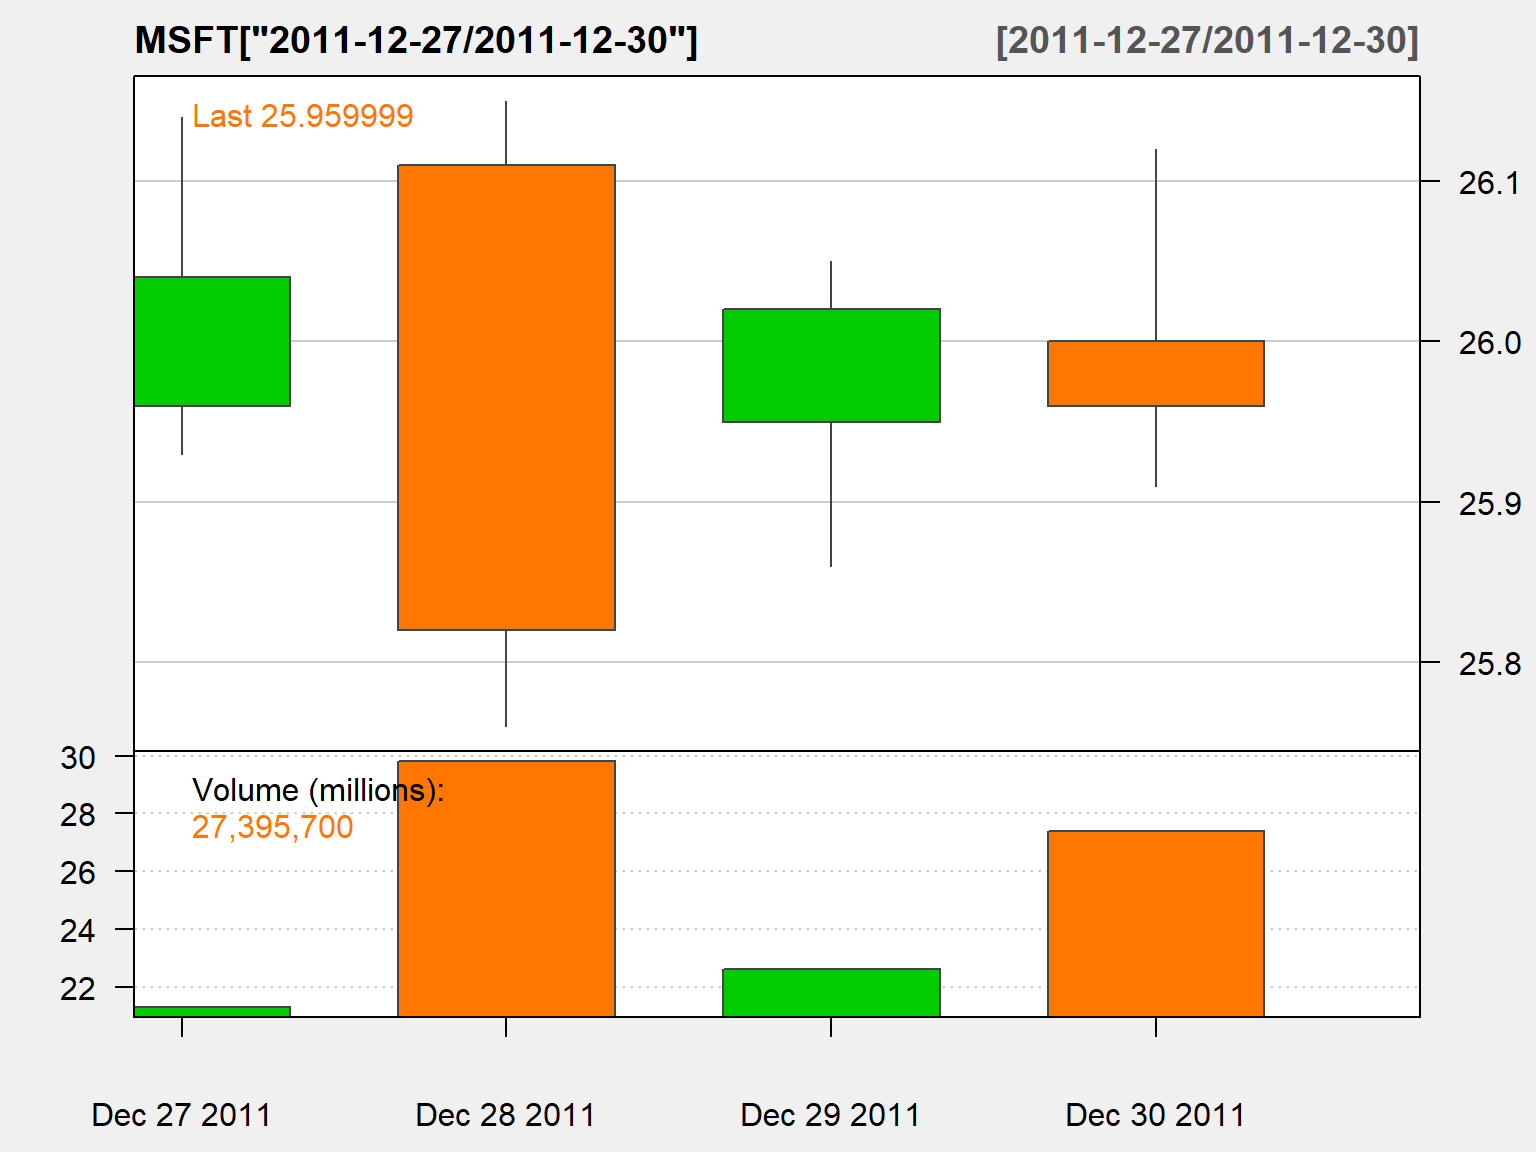 MSFT["2011-12-27/2011-12-30"] [2011-12-27/2011-12-30]
Last 25.959999
26.1
26.0
25.9
25.8
30
28
26
24
22
Volume (millions):
27,395,700
Dec 27 2011 Dec 28 2011 Dec 29 2011 Dec 30 2011